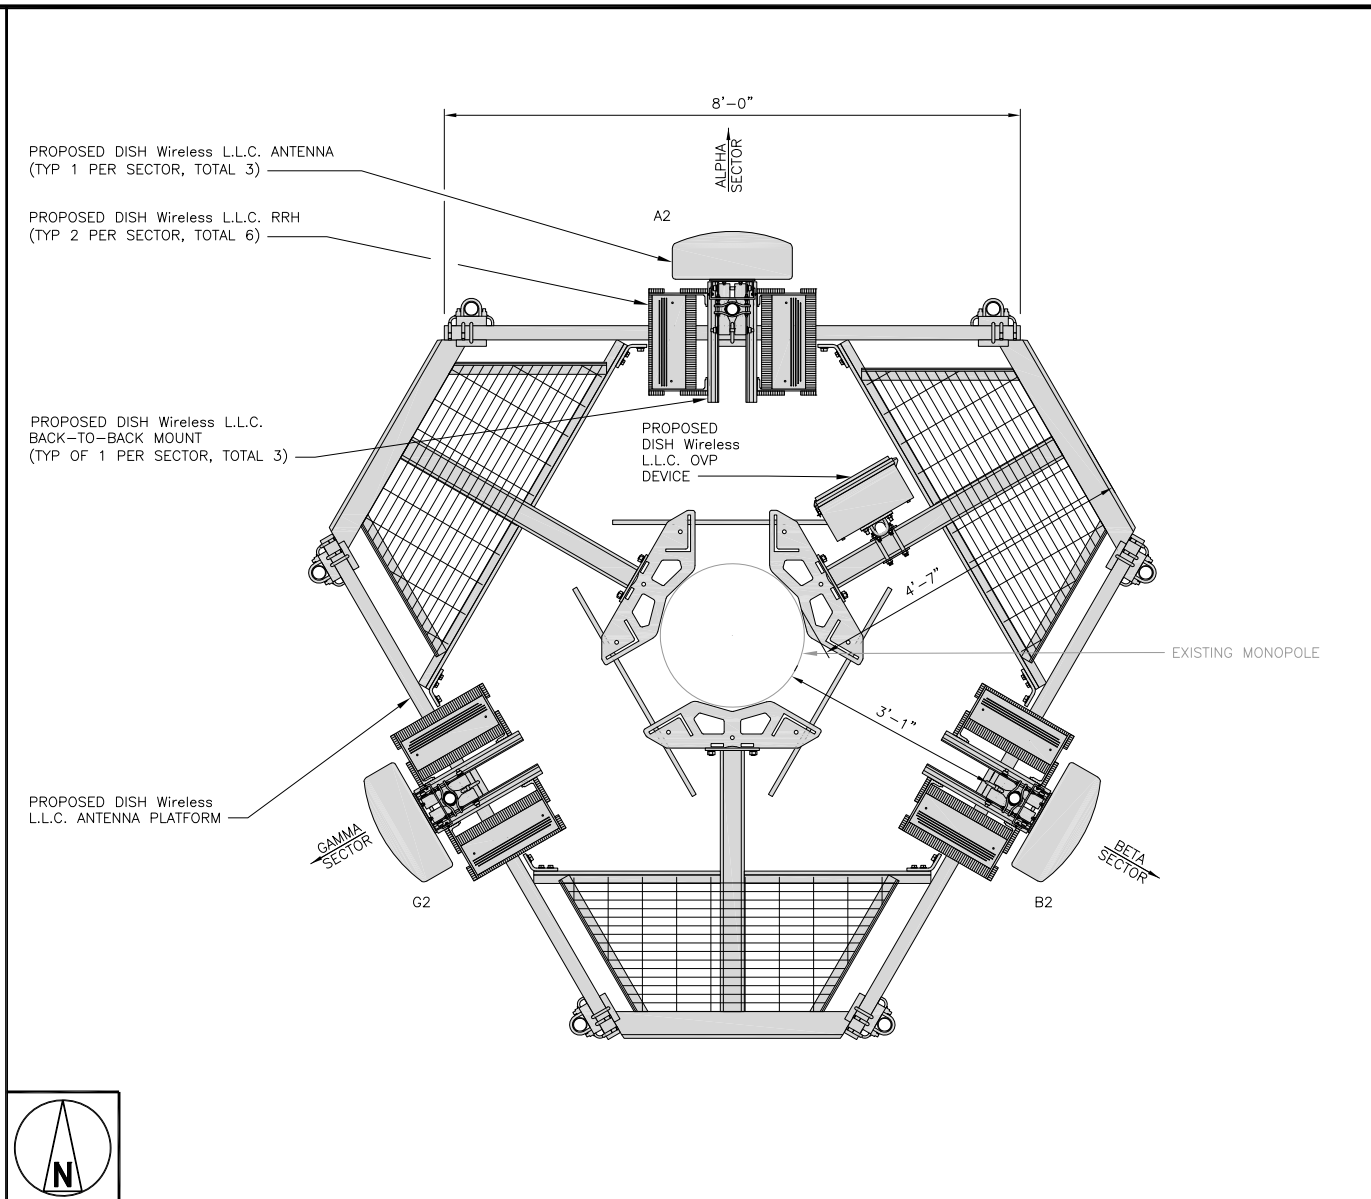 8'-0"
ALPHA
SECTOR
PROPOSED DISH Wireless L.L.C. ANTENNA
(TYP 1 PER SECTOR, TOTAL 3)
A2
PROPOSED DISH Wireless L.L.C. RRH
(TYP 2 PER SECTOR, TOTAL 6)
PROPOSED DISH Wireless L.L.C.
BACK-TO-BACK MOUNT
(TYP OF 1 PER SECTOR, TOTAL 3)
PROPOSED
DISH Wireless
L.L.C. OVP
DEVICE
4'-7"
EXISTING MONOPOLE
3'-1"
PROPOSED DISH Wireless
L.L.C. ANTENNA PLATFORM
GAMMA
SECTOR
BETA
SECTOR
G2
B2
N